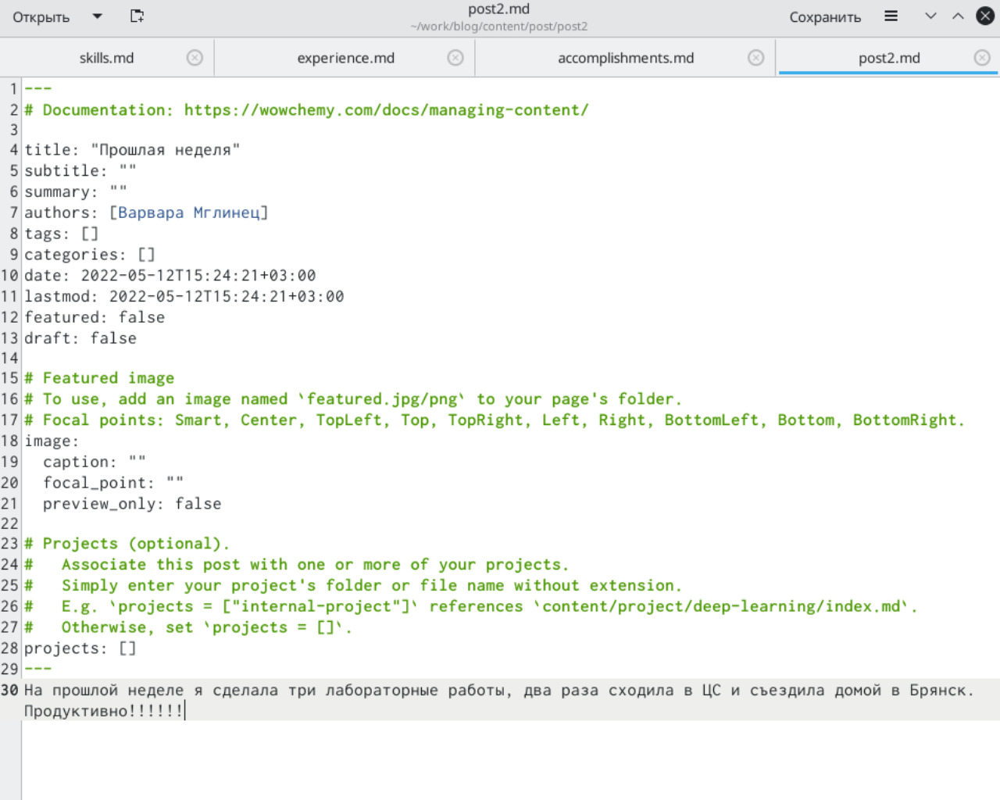 Открыть
post2.md
~/work/blog/content/post/post2
Сохранить
skills.md
experience.md
accomplishments.md
post2.md
1 ---
2 # Documentation: https://wowchemy.com/docs/managing-content/
3
4 title: "Прошлая неделя"
5 subtitle: ""
6 summary: ""
7 authors: [Варвара Мглинец]
8 tags: []
9 categories: []
10 date: 2022-05-12T15:24:21+03:00
11 lastmod: 2022-05-12T15:24:21+03:00
12 featured: false
13 draft: false
14
15 # Featured image
16 # To use, add an image named `featured.jpg/png` to your page's folder.
17 # Focal points: Smart, Center, TopLeft, Top, TopRight, Left, Right, BottomLeft, Bottom, BottomRight.
18 image:
19   caption: ""
20   focal_point: ""
21   preview_only: false
22
23 # Projects (optional).
24 #   Associate this post with one or more of your projects.
25 #   Simply enter your project's folder or file name without extension.
26 #   E.g. `projects = ["internal-project"]` references `content/project/deep-learning/index.md`.
27 #   Otherwise, set `projects = []`.
28 projects: []
29 ---
30 На прошлой неделе я сделала три лабораторные работы, два раза сходила в ЦС и съездила домой в Брянск.
Продуктивно!!!!!!